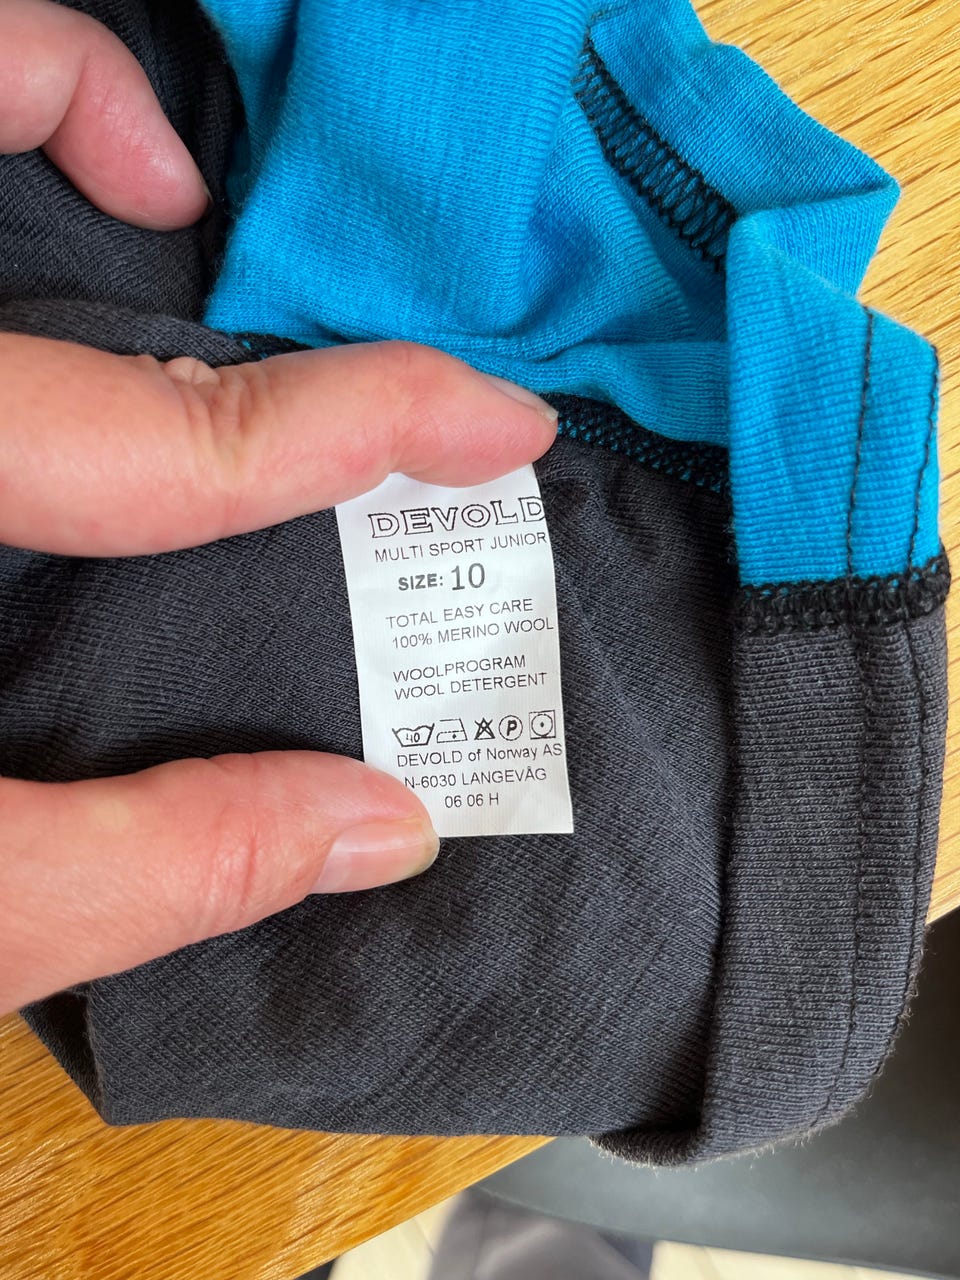 DEVOLD
MULTI SPORT JUNIOR
SIZE: 10
TOTAL EASY CARE
100% MERINO WOOL
WOOLPROGRAM
WOOL DETERGENT
40 P
DEVOLD of Norway AS
N-6030 LANGEVÅG
06 06 H